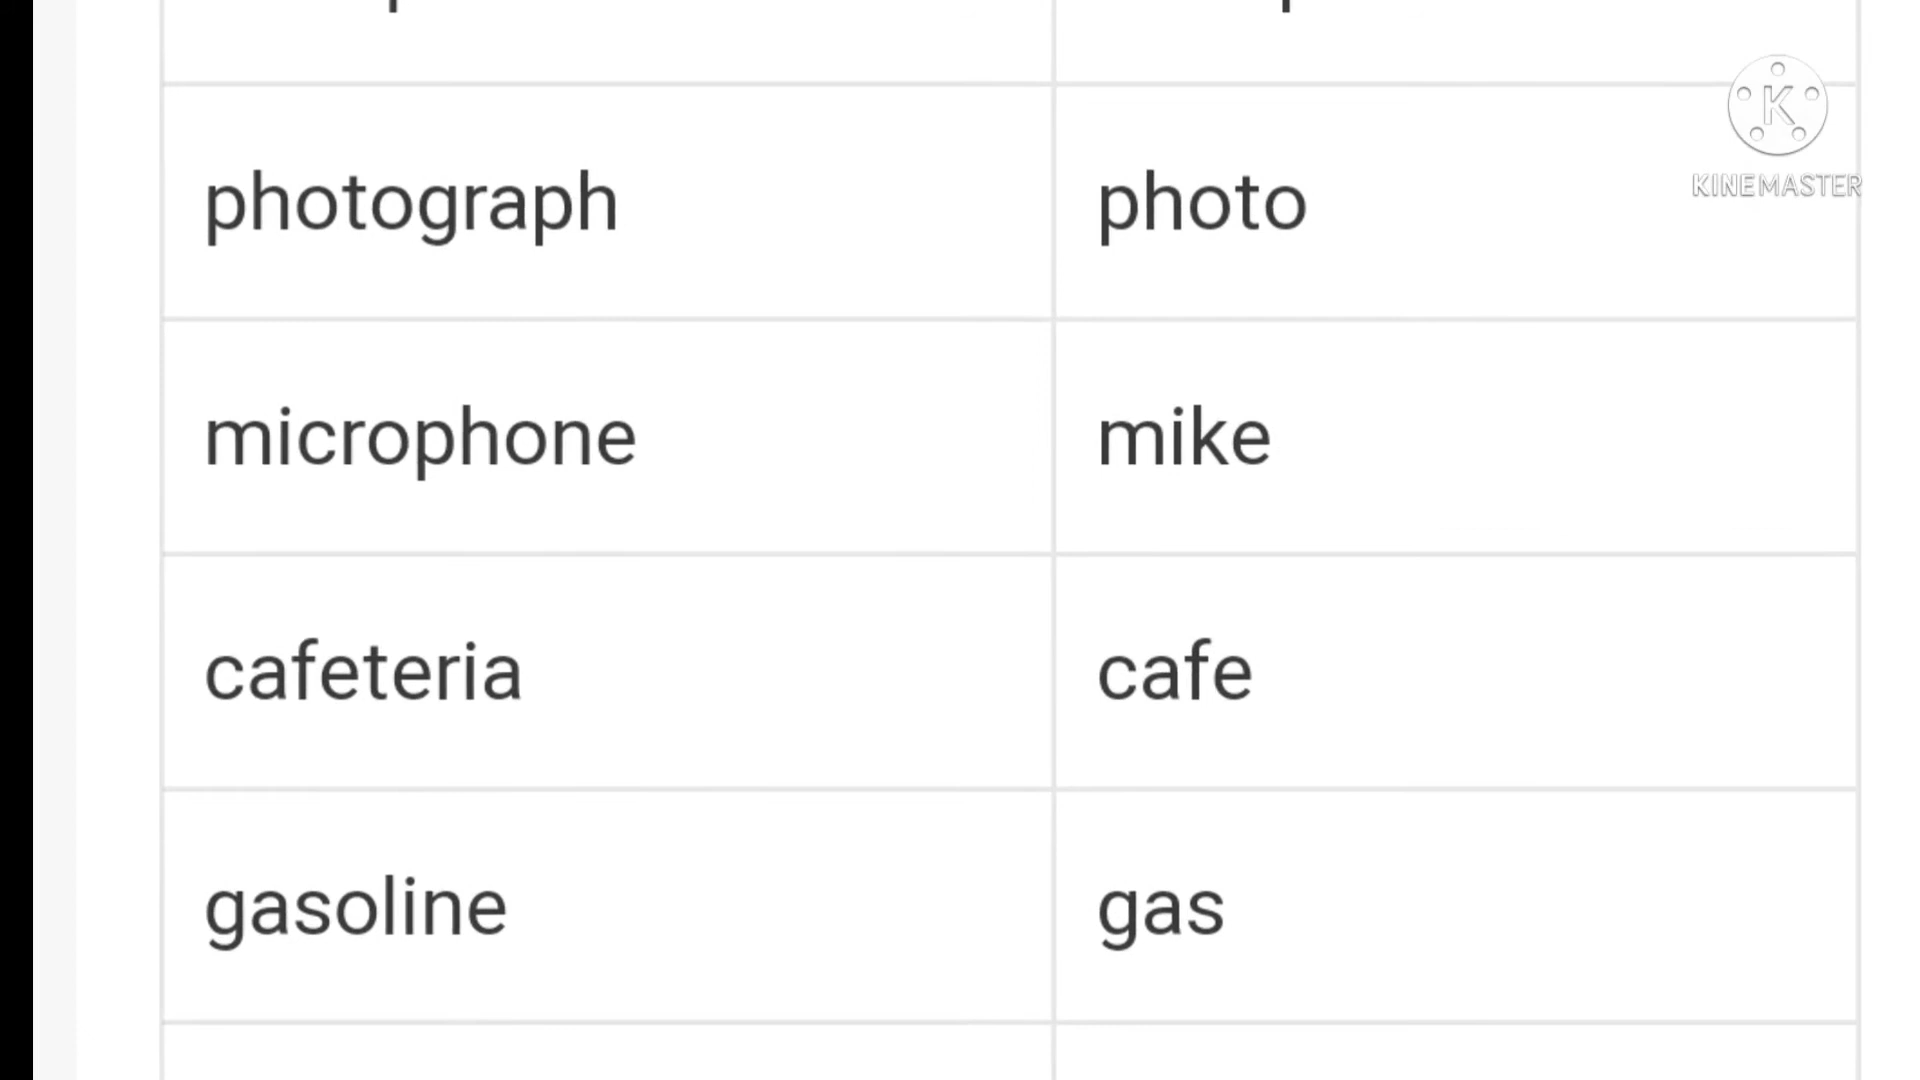 photograph photo
K
KINEMASTER
microphone mike
cafeteria cafe
gasoline gas